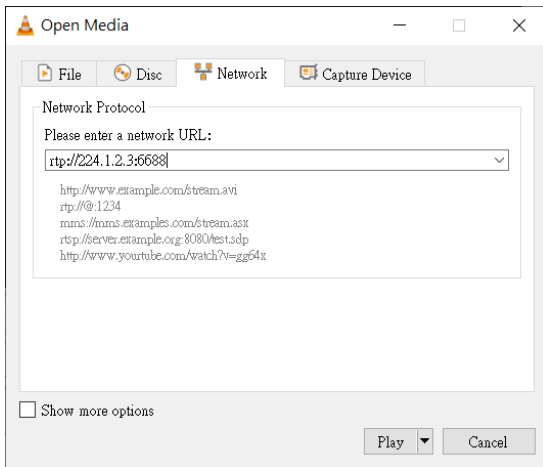 Open Media
File Disc Network Capture Device
Network Protocol
Please enter a network URL:
rtp://224.1.2.3:6688
http://www.example.com/stream.avi
rtp://@:1234
mms://mms.examples.com/stream.asx
rtsp://server.example.org:8080/test.sdp
http://www.yourtube.com/watch?v=gg64x
Show more options
Play Cancel